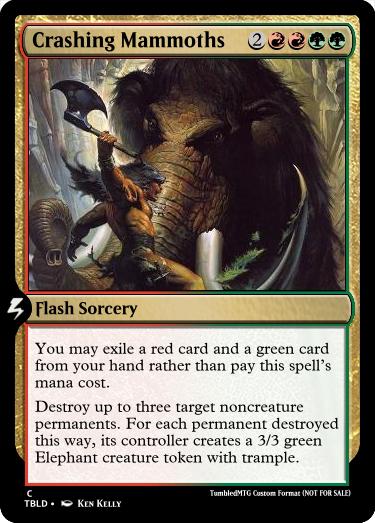 Crashing Mammoths 2
Flash Sorcery
You may exile a red card and a green card
from your hand rather than pay this spell's
mana cost.
Destroy up to three target noncreature
permanents. For each permanent destroyed
this way, its controller creates a 3/3 green
Elephant creature token with trample.
C
TBLD • Ken Kelly
TumbledMTG Custom Format (NOT FOR SALE)